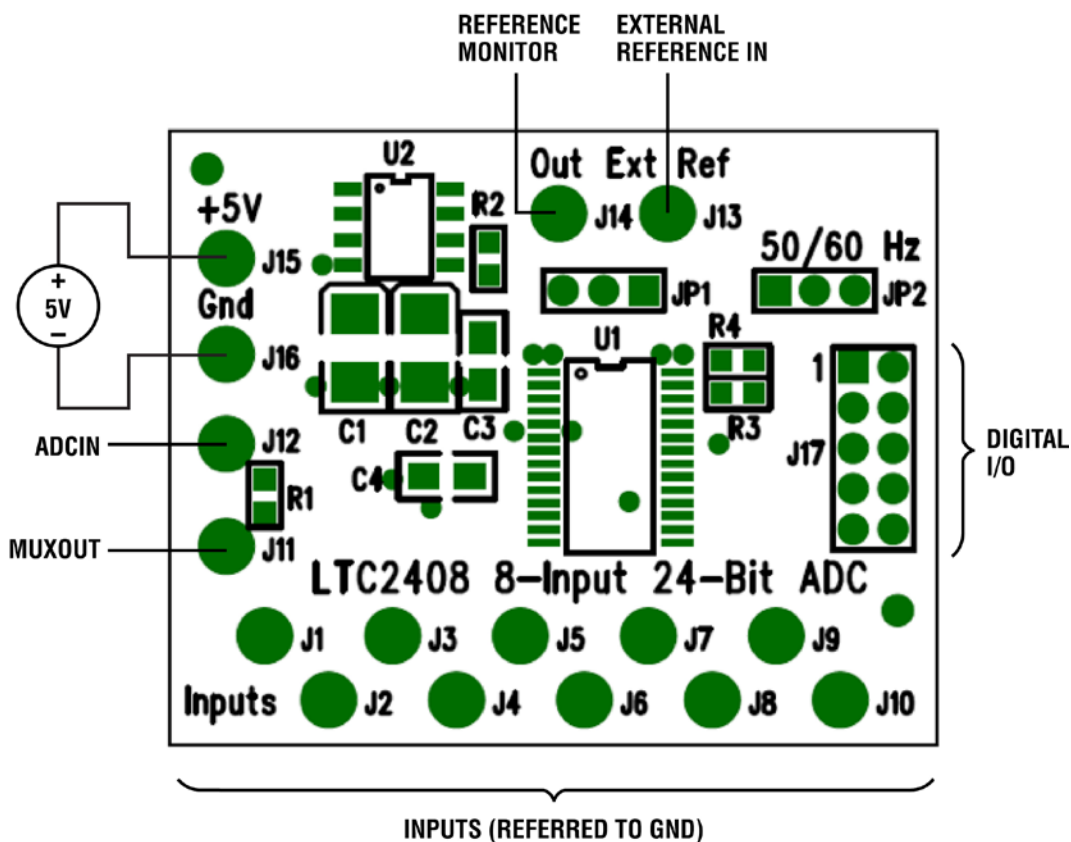 REFERENCE
MONITOR
EXTERNAL
REFERENCE IN
U2
Out Ext Ref
+5V
R2
J14
J13
50/60 Hz
J15
+
5V
−
Gnd
JP1
JP2
J16
U1
R4
1
C1
C2
C3
R3
ADCIN
J12
J17
DIGITAL
I/O
C4
R1
MUXOUT
J11
LTC2408 8-Input 24-Bit ADC
J1
J3
J5
J7
J9
Inputs
J2
J4
J6
J8
J10
INPUTS (REFERRED TO GND)